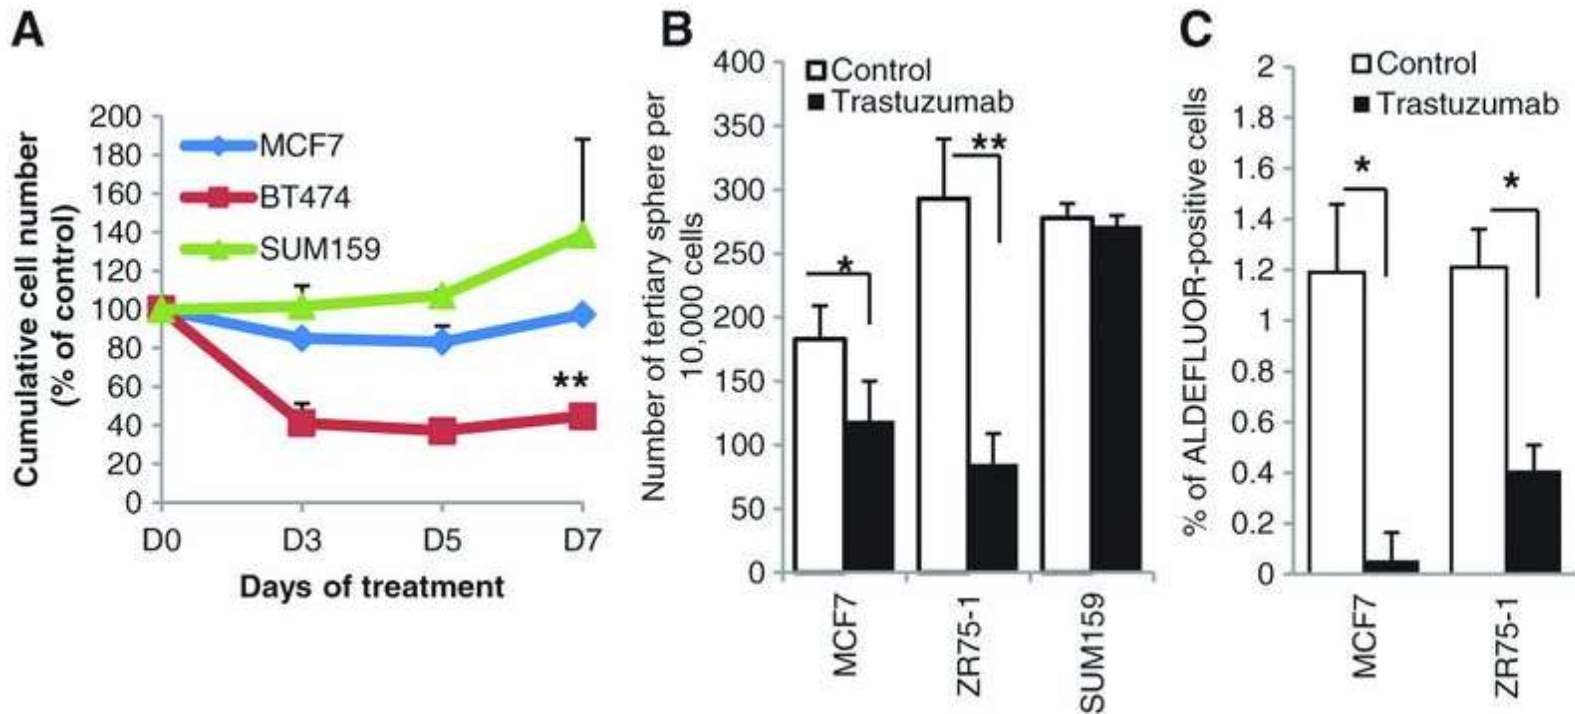 A
Cumulative cell number
(% of control)
200
180
160
140
120
100
80
60
40
20
0
MCF7
BT474
SUM159
**
D0 D3 D5 D7
Days of treatment
B
Number of tertiary sphere per
10,000 cells
400
350
300
250
200
150
100
50
0
Control
Trastuzumab
*
**
MCF7
ZR75-1
SUM159
C
% of ALDEFLUOR-positive cells
2
1.8
1.6
1.4
1.2
1
0.8
0.6
0.4
0.2
0
Control
Trastuzumab
*
*
MCF7
ZR75-1